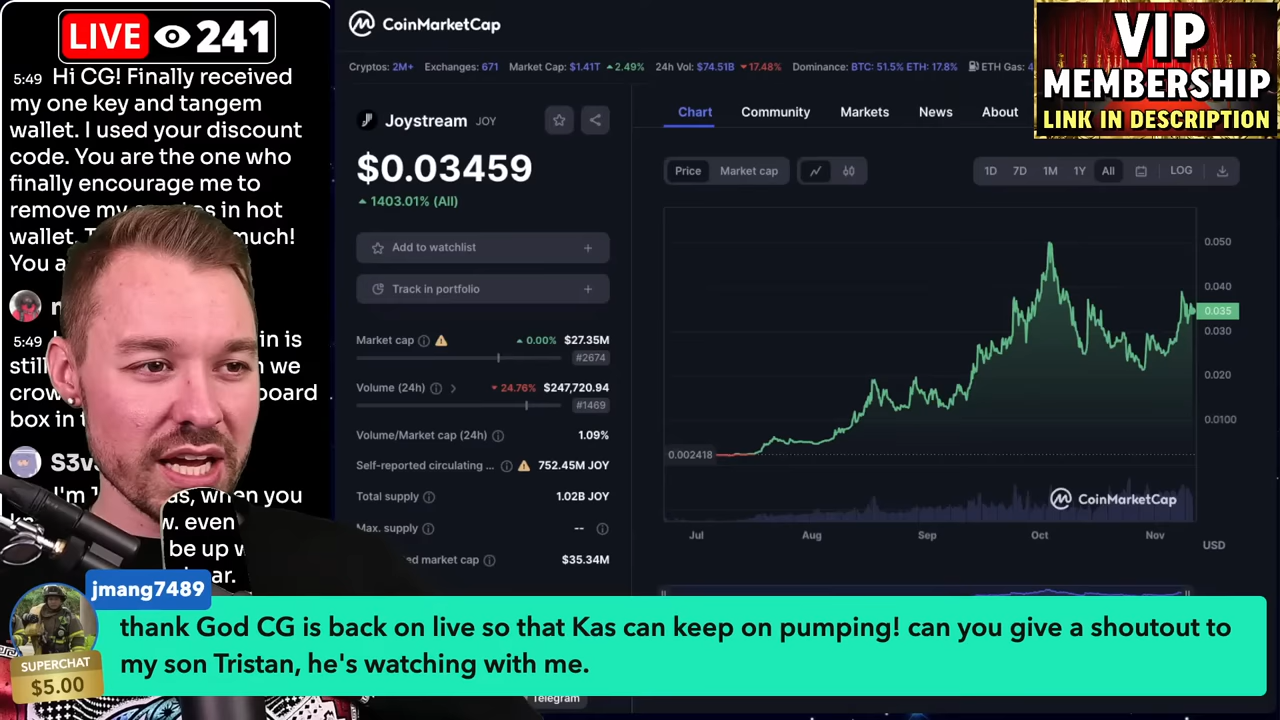 LIVE 241
5:49 Hi CG! Finally received
my one key and tangem
wallet. I used your discount
code. You are the one who
finally encourage me to
remove my in hot
wallet. much!
You
5:49 in is
still we
crow board
box in
S3v
I'm when you
w. even
be up w
ar.
CoinMarketCap
Cryptos: 2M+ Exchanges: 671 Market Cap: $1.41T 2.49% 24h Vol: $74.51B 17.48% Dominance: BTC: 51.5% ETH: 17.8% ETH Gas: 4
VIP
MEMBERSHIP
LINK IN DESCRIPTION
Joystream JOY
$0.03459
1403.01% (All)
Add to watchlist +
Track in portfolio +
Market cap 0.00% $27.35M
#2674
Volume (24h) 24.76% $247,720.94
#1469
Volume/Market cap (24h) 1.09%
Self-reported circulating ... 752.45M JOY
Total supply 1.02B JOY
Max. supply --
ed market cap $35.34M
Telegram
Chart Community Markets News About
Price Market cap
1D 7D 1M 1Y All LOG
0.050
0.040
0.035
0.030
0.020
0.0100
0.002418
CoinMarketCap
Jul Aug Sep Oct Nov
USD
jmang7489
SUPERCHAT
$5.00
thank God CG is back on live so that Kas can keep on pumping! can you give a shoutout to
my son Tristan, he's watching with me.